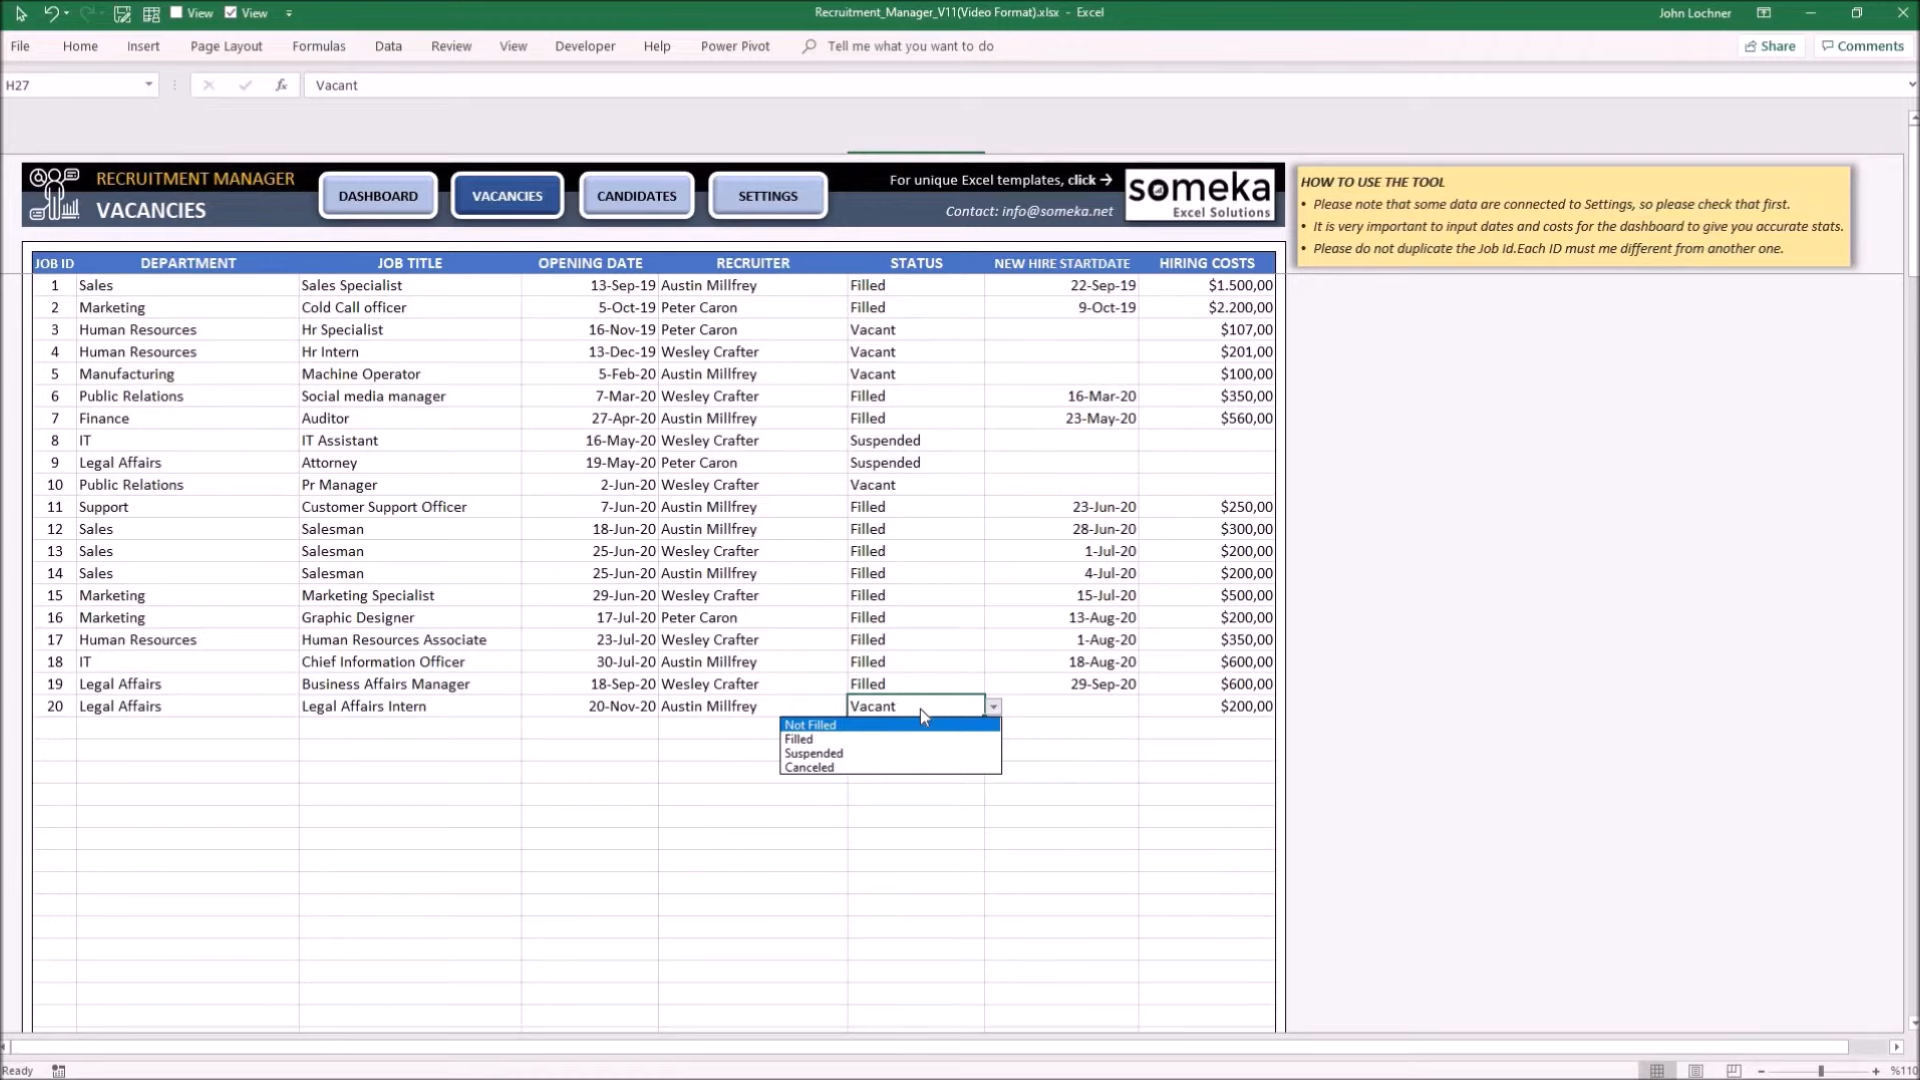 View View Recruitment_Manager_V11(Video Format).xlsx - Excel John Lochner
File Home Insert Page Layout Formulas Data Review View Developer Help Power Pivot Tell me what you want to do Share Comments
H27 fx Vacant
RECRUITMENT MANAGER
VACANCIES
DASHBOARD VACANCIES CANDIDATES SETTINGS
For unique Excel templates, click →
Contact: info@someka.net
someka
Excel Solutions
HOW TO USE THE TOOL
• Please note that some data are connected to Settings, so please check that first.
• It is very important to input dates and costs for the dashboard to give you accurate stats.
• Please do not duplicate the Job Id.Each ID must me different from another one.
JOB ID DEPARTMENT JOB TITLE OPENING DATE RECRUITER STATUS NEW HIRE STARTDATE HIRING COSTS
1 Sales Sales Specialist 13-Sep-19 Austin Millfrey Filled 22-Sep-19 $1.500,00
2 Marketing Cold Call officer 5-Oct-19 Peter Caron Filled 9-Oct-19 $2.200,00
3 Human Resources Hr Specialist 16-Nov-19 Peter Caron Vacant $107,00
4 Human Resources Hr Intern 13-Dec-19 Wesley Crafter Vacant $201,00
5 Manufacturing Machine Operator 5-Feb-20 Austin Millfrey Vacant $100,00
6 Public Relations Social media manager 7-Mar-20 Wesley Crafter Filled 16-Mar-20 $350,00
7 Finance Auditor 27-Apr-20 Austin Millfrey Filled 23-May-20 $560,00
8 IT IT Assistant 16-May-20 Wesley Crafter Suspended
9 Legal Affairs Attorney 19-May-20 Peter Caron Suspended
10 Public Relations Pr Manager 2-Jun-20 Wesley Crafter Vacant
11 Support Customer Support Officer 7-Jun-20 Austin Millfrey Filled 23-Jun-20 $250,00
12 Sales Salesman 18-Jun-20 Austin Millfrey Filled 28-Jun-20 $300,00
13 Sales Salesman 25-Jun-20 Wesley Crafter Filled 1-Jul-20 $200,00
14 Sales Salesman 25-Jun-20 Austin Millfrey Filled 4-Jul-20 $200,00
15 Marketing Marketing Specialist 29-Jun-20 Wesley Crafter Filled 15-Jul-20 $500,00
16 Marketing Graphic Designer 17-Jul-20 Peter Caron Filled 13-Aug-20 $200,00
17 Human Resources Human Resources Associate 23-Jul-20 Wesley Crafter Filled 1-Aug-20 $350,00
18 IT Chief Information Officer 30-Jul-20 Austin Millfrey Filled 18-Aug-20 $600,00
19 Legal Affairs Business Affairs Manager 18-Sep-20 Wesley Crafter Filled 29-Sep-20 $600,00
20 Legal Affairs Legal Affairs Intern 20-Nov-20 Austin Millfrey Vacant $200,00
Not Filled
Filled
Suspended
Canceled
Ready %110